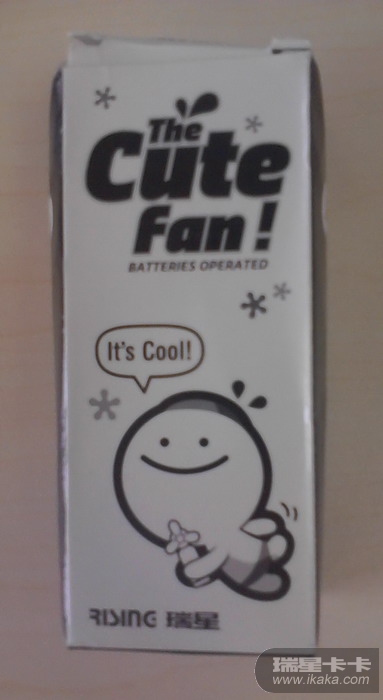 The
Cute
Fan!
BATTERIES OPERATED
It's Cool!
RISING 瑞星
瑞星卡卡
www.ikaka.com